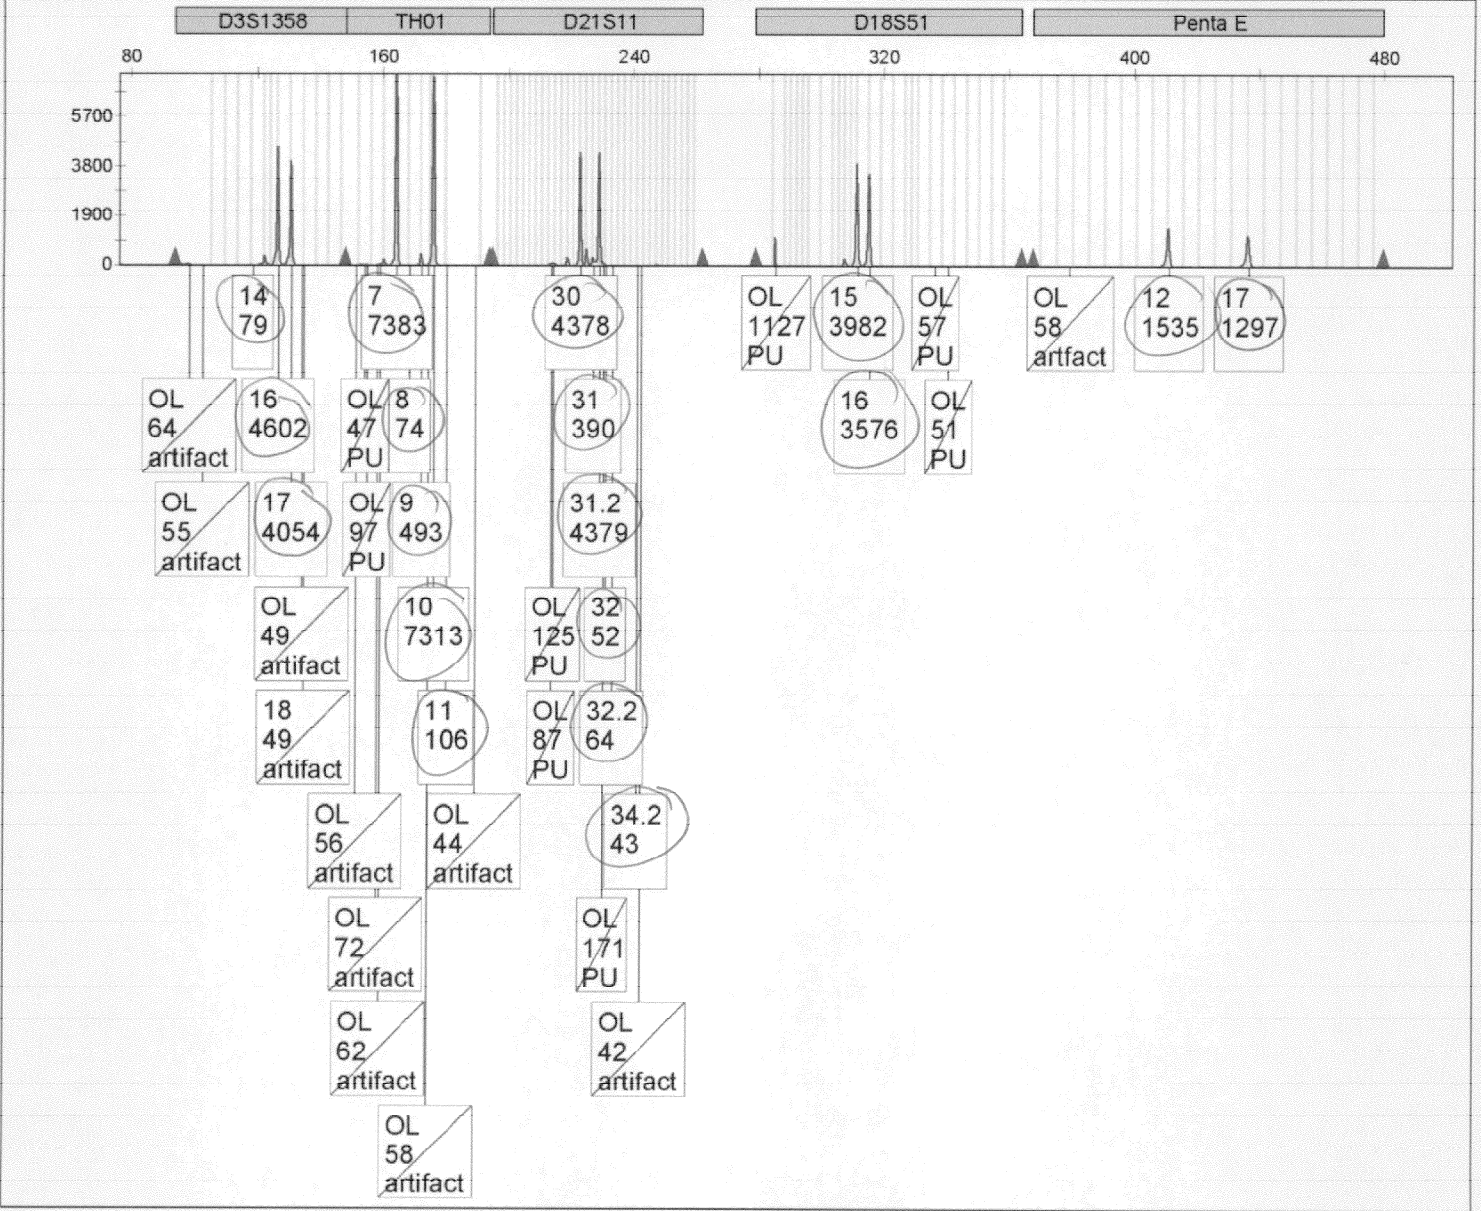 D3S1358 TH01 D21S11 D18S51 Penta E
80 160 240 320 400 480
5700
3800
1900
0
14
79
7
7383
30
4378
OL
1127
PU
15
3982
OL
57
PU
OL
58
artfact
12
1535
17
1297
OL
64
artifact
16
4602
OL
47
PU
8
74
31
390
16
3576
OL
51
PU
OL
55
artifact
17
4054
OL
97
PU
9
493
31.2
4379
OL
49
artifact
10
7313
OL
125
PU
32
52
18
49
artifact
11
106
OL
87
PU
32.2
64
OL
56
artifact
OL
44
artifact
34.2
43
OL
72
artifact
OL
171
PU
OL
62
artifact
OL
42
artifact
OL
58
artifact